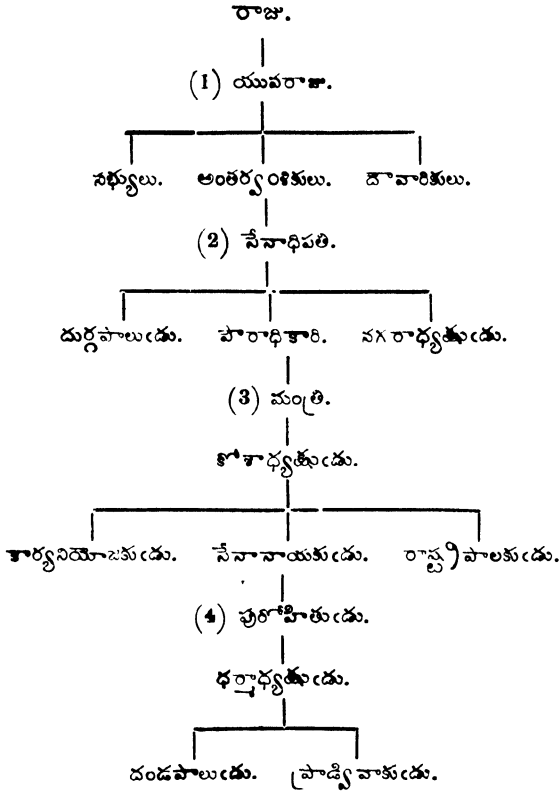 రాజు.
(1) యువరాజు.
సభ్యులు. అంతర్వంశికులు. దౌవారికులు.
(2) సేనాధిపతి.
దుర్గపాలుఁడు. పౌరాధికారి. నగరాధ్యక్షుఁడు.
(3) మంత్రి.
కోశాధ్యక్షుఁడు.
కార్యనియోజకుఁడు. సేనానాయకుఁడు. రాష్ట్రపాలకుఁడు.
(4) పురోహితుఁడు.
ధర్మాధ్యక్షుఁడు.
దండపాలుఁడు. ప్రాడ్వివాకుఁడు.